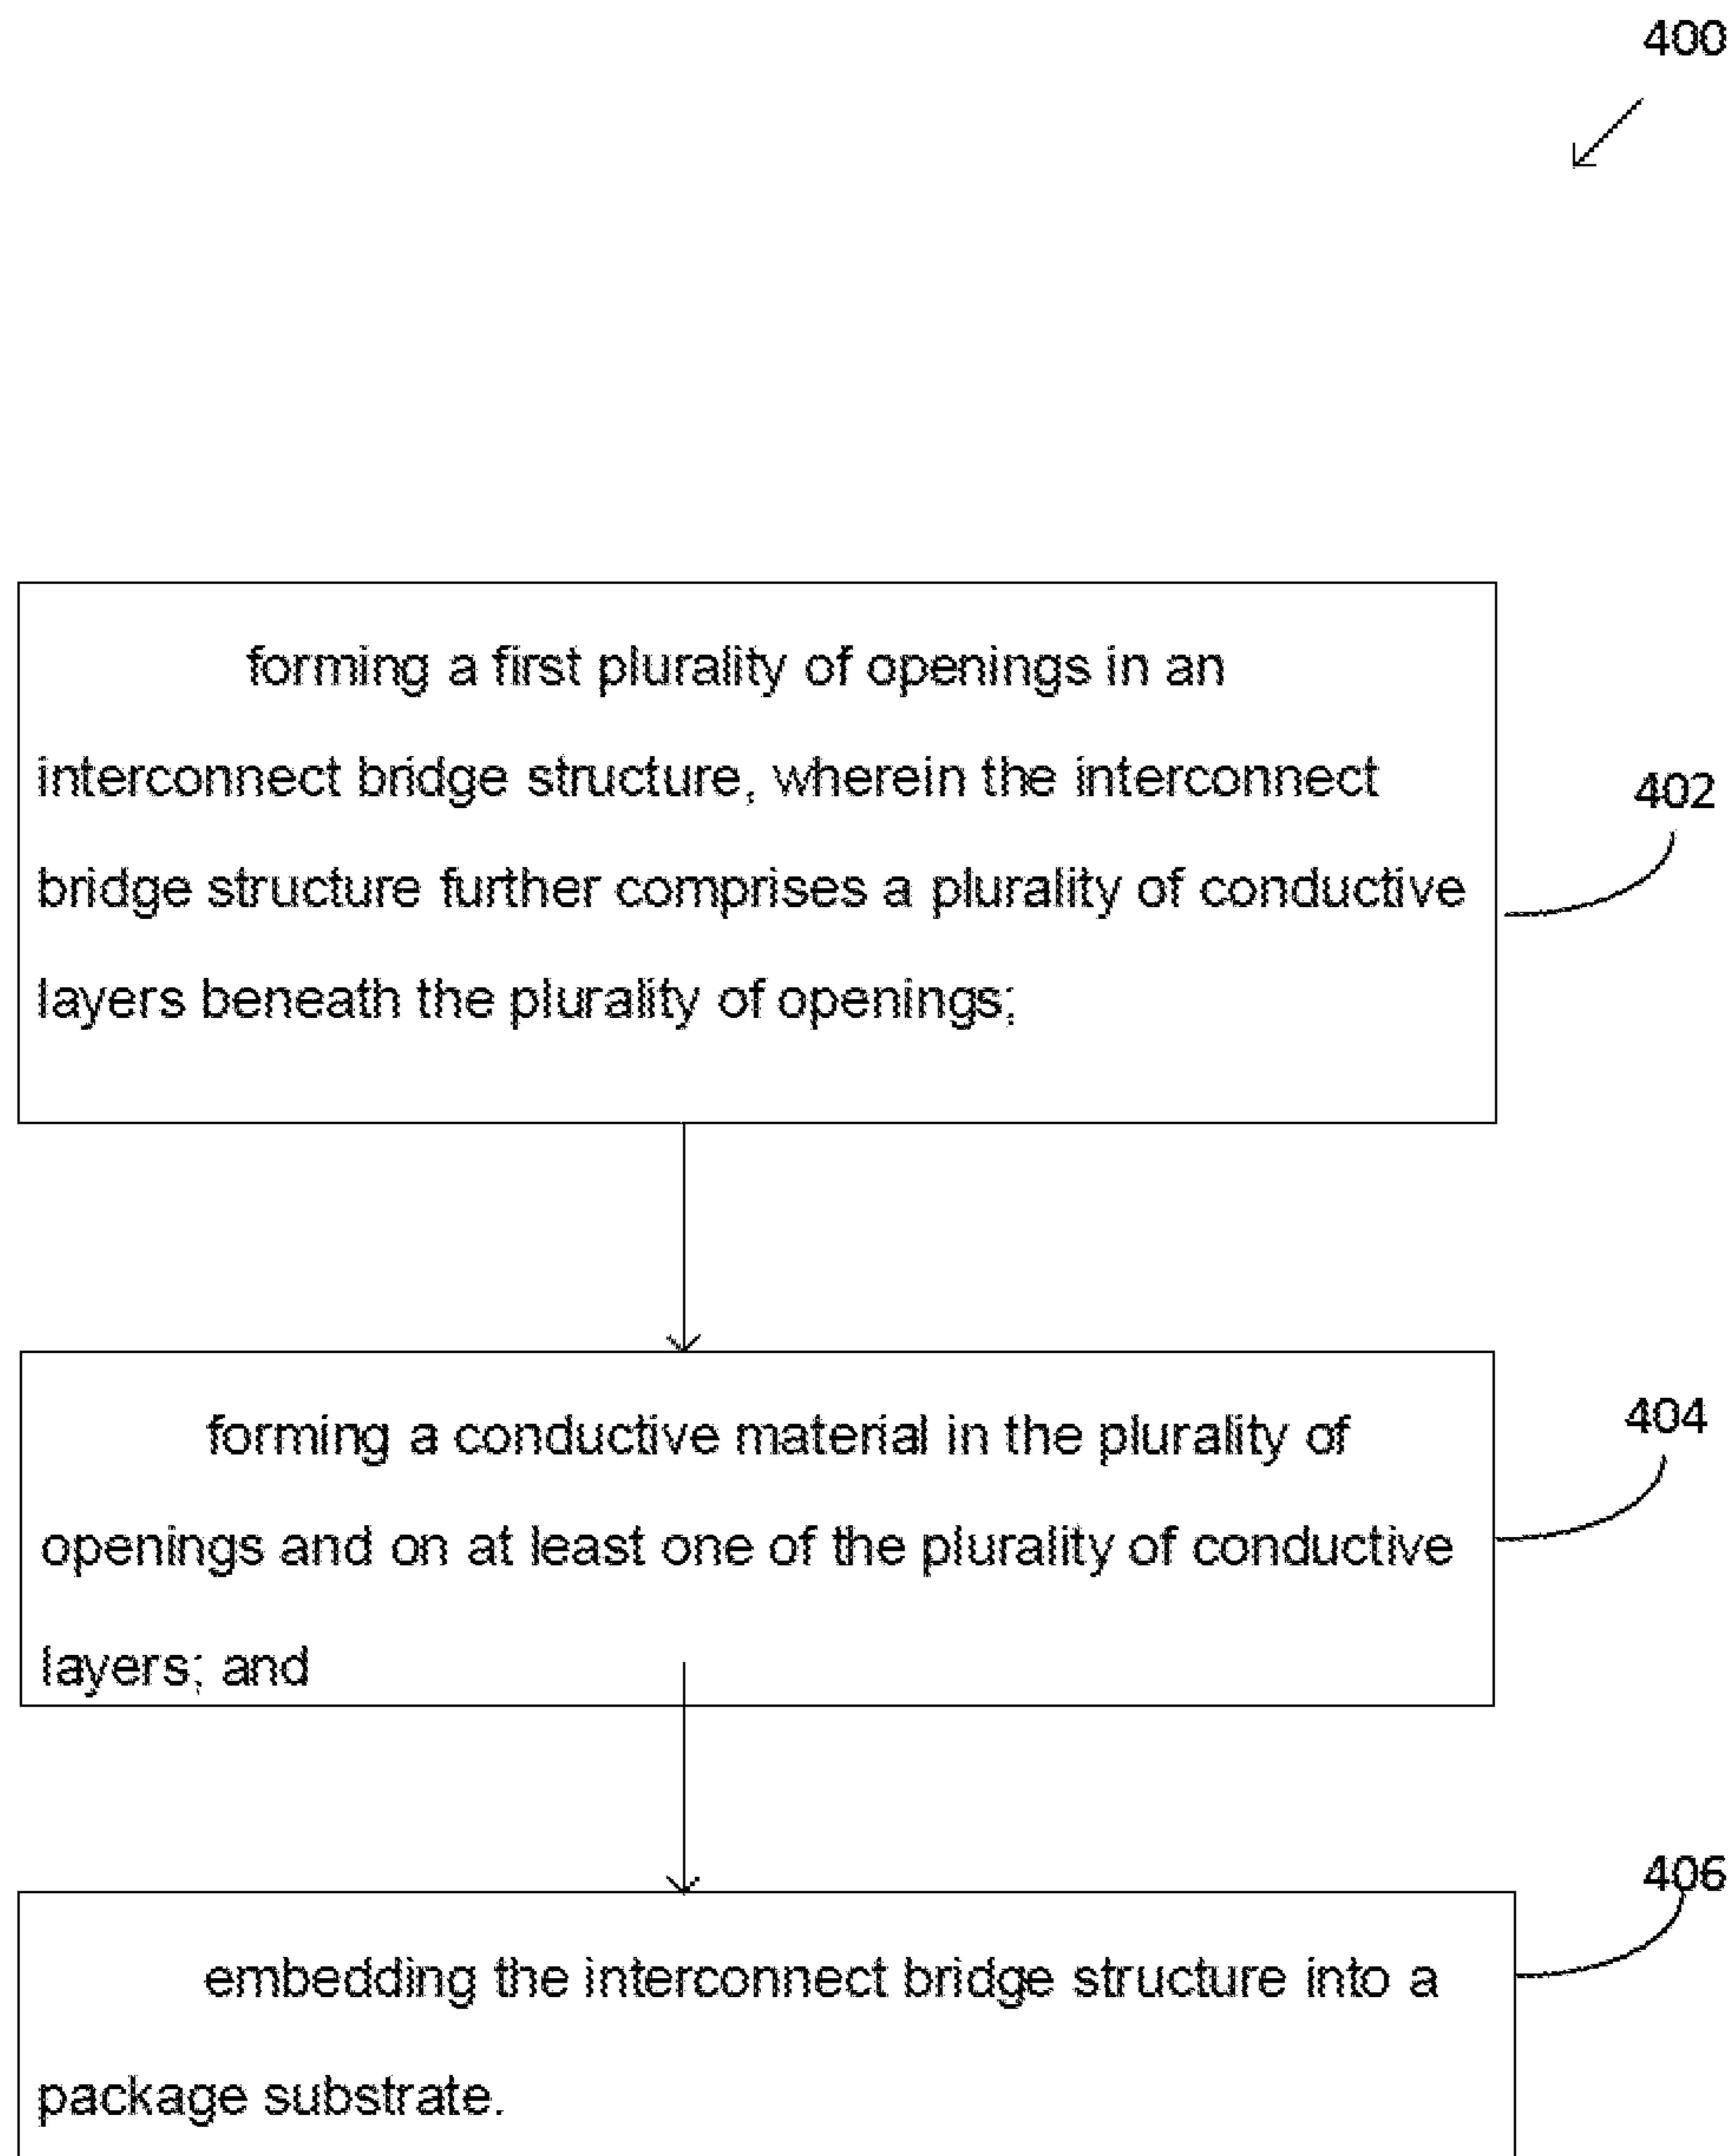 400
forming a first plurality of openings in an
interconnect bridge structure, wherein the interconnect
bridge structure further comprises a plurality of conductive
layers beneath the plurality of openings;
402
forming a conductive material in the plurality of
openings and on at least one of the plurality of conductive
layers; and
404
embedding the interconnect bridge structure into a
package substrate.
406